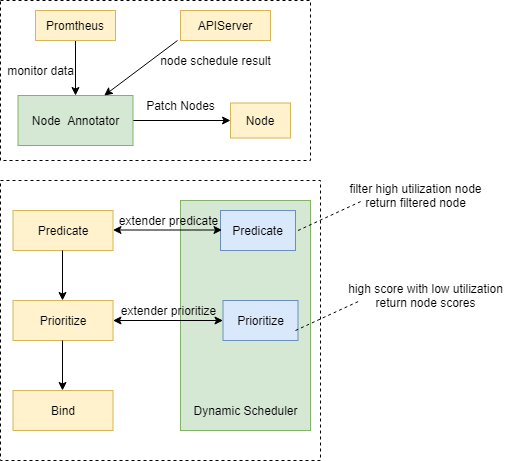 Promtheus
APIServer
monitor data
node schedule result
Node Annotator
Patch Nodes
Node
filter high utilization node
return filtered node
Predicate
extender predicate
Predicate
high score with low utilization
return node scores
Prioritize
extender prioritize
Prioritize
Bind
Dynamic Scheduler